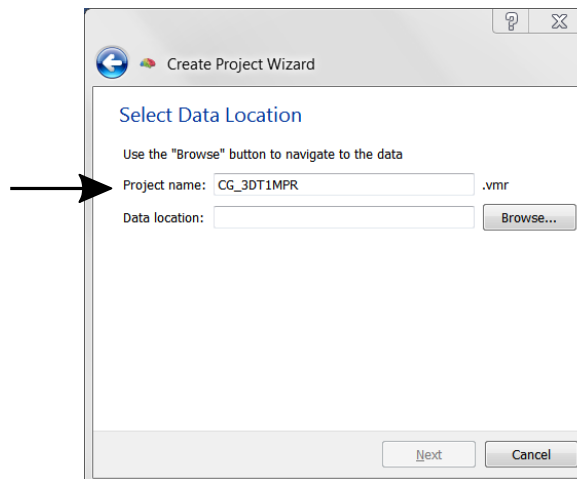 Create Project Wizard
Select Data Location
Use the "Browse" button to navigate to the data
Project name: CG_3DT1MPR .vmr
Data location: Browse...
Next Cancel